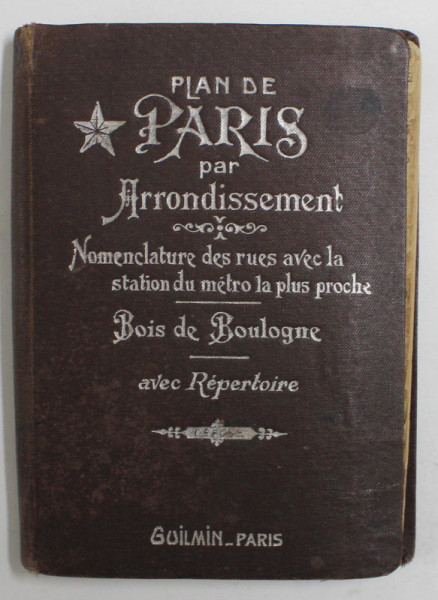 PLAN DE
PARIS
par
Arrondissement
Nomenclature des rues avec la
station du métro la plus proche
Bois de Boulogne
avec Répertoire
GUILMIN_PARIS